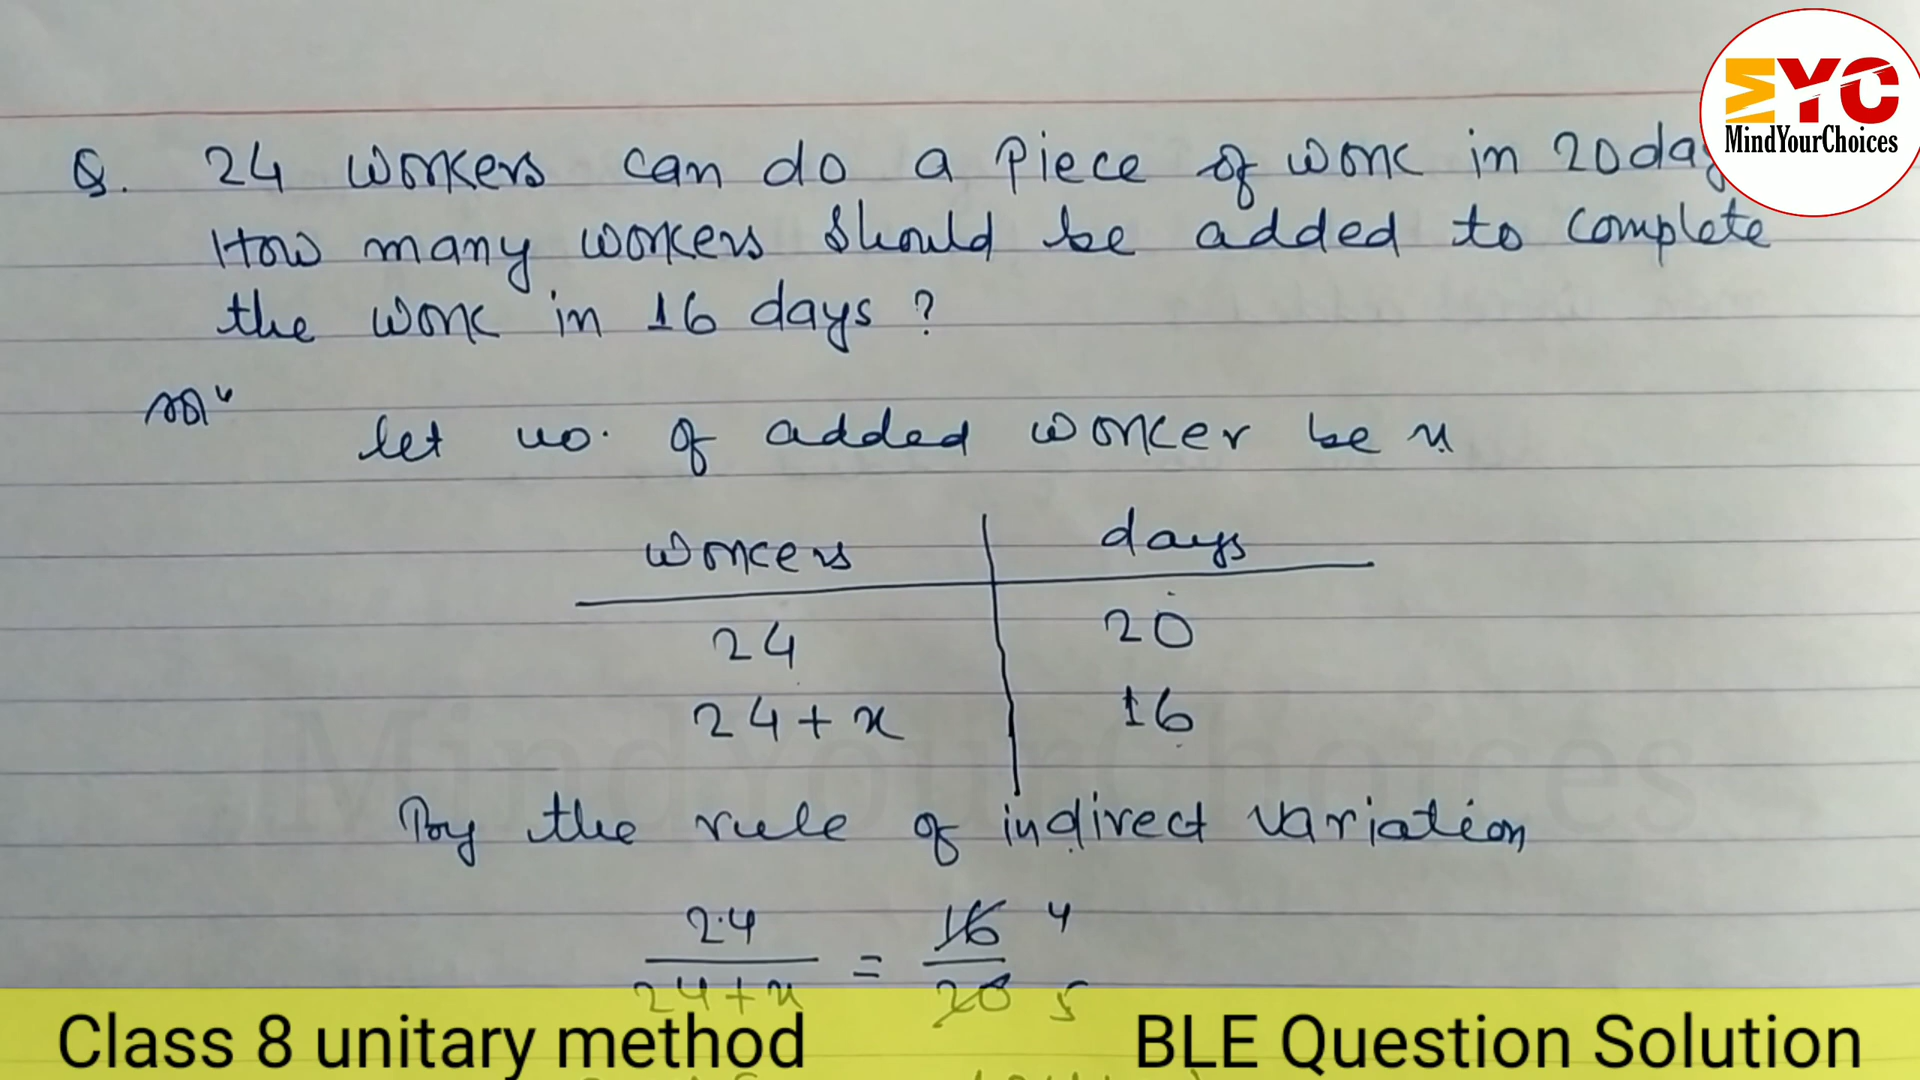 MYC
MindYourChoices
Q. 24 workers can do a piece of work in 20 day
How many workers should be added to complete
the work in 16 days ?
Solⁿ
let no. of added worker be x
workers days
24 20
24 + x 16
By the rule of indirect variation
24 16 4
24+x = 20 5
MindYourChoices
Class 8 unitary method BLE Question Solution